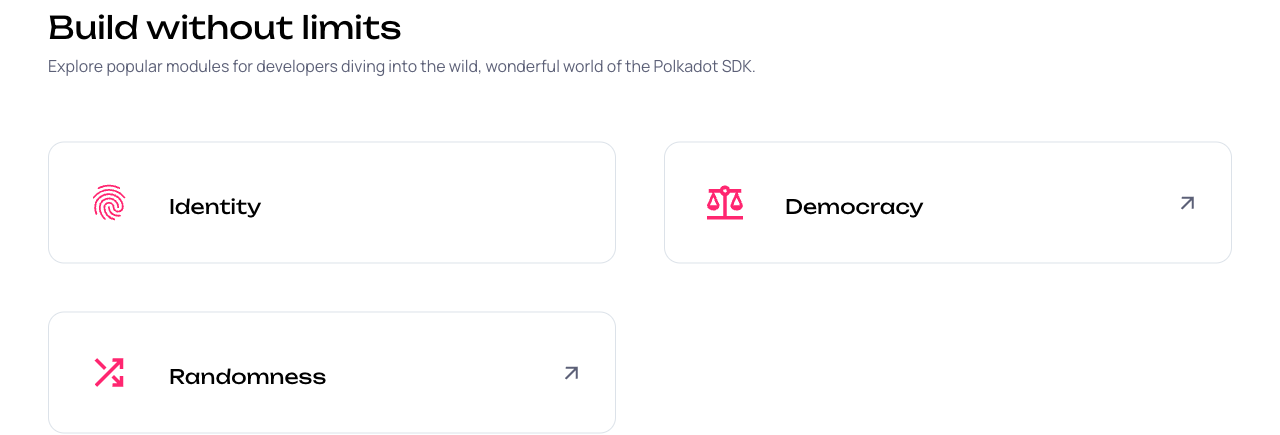 Build without limits
Explore popular modules for developers diving into the wild, wonderful world of the Polkadot SDK.
Identity
Democracy
Randomness